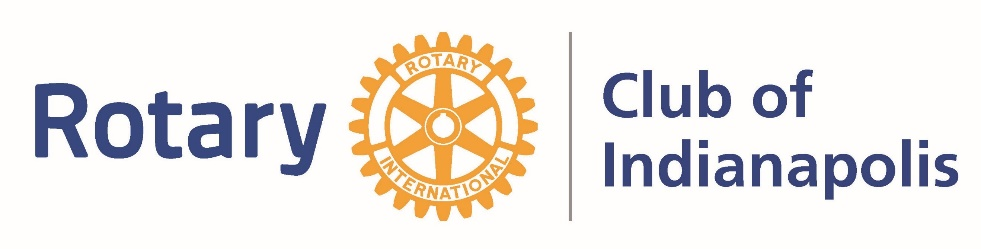 Rotary
ROTARY
INTERNATIONAL
Club of
Indianapolis